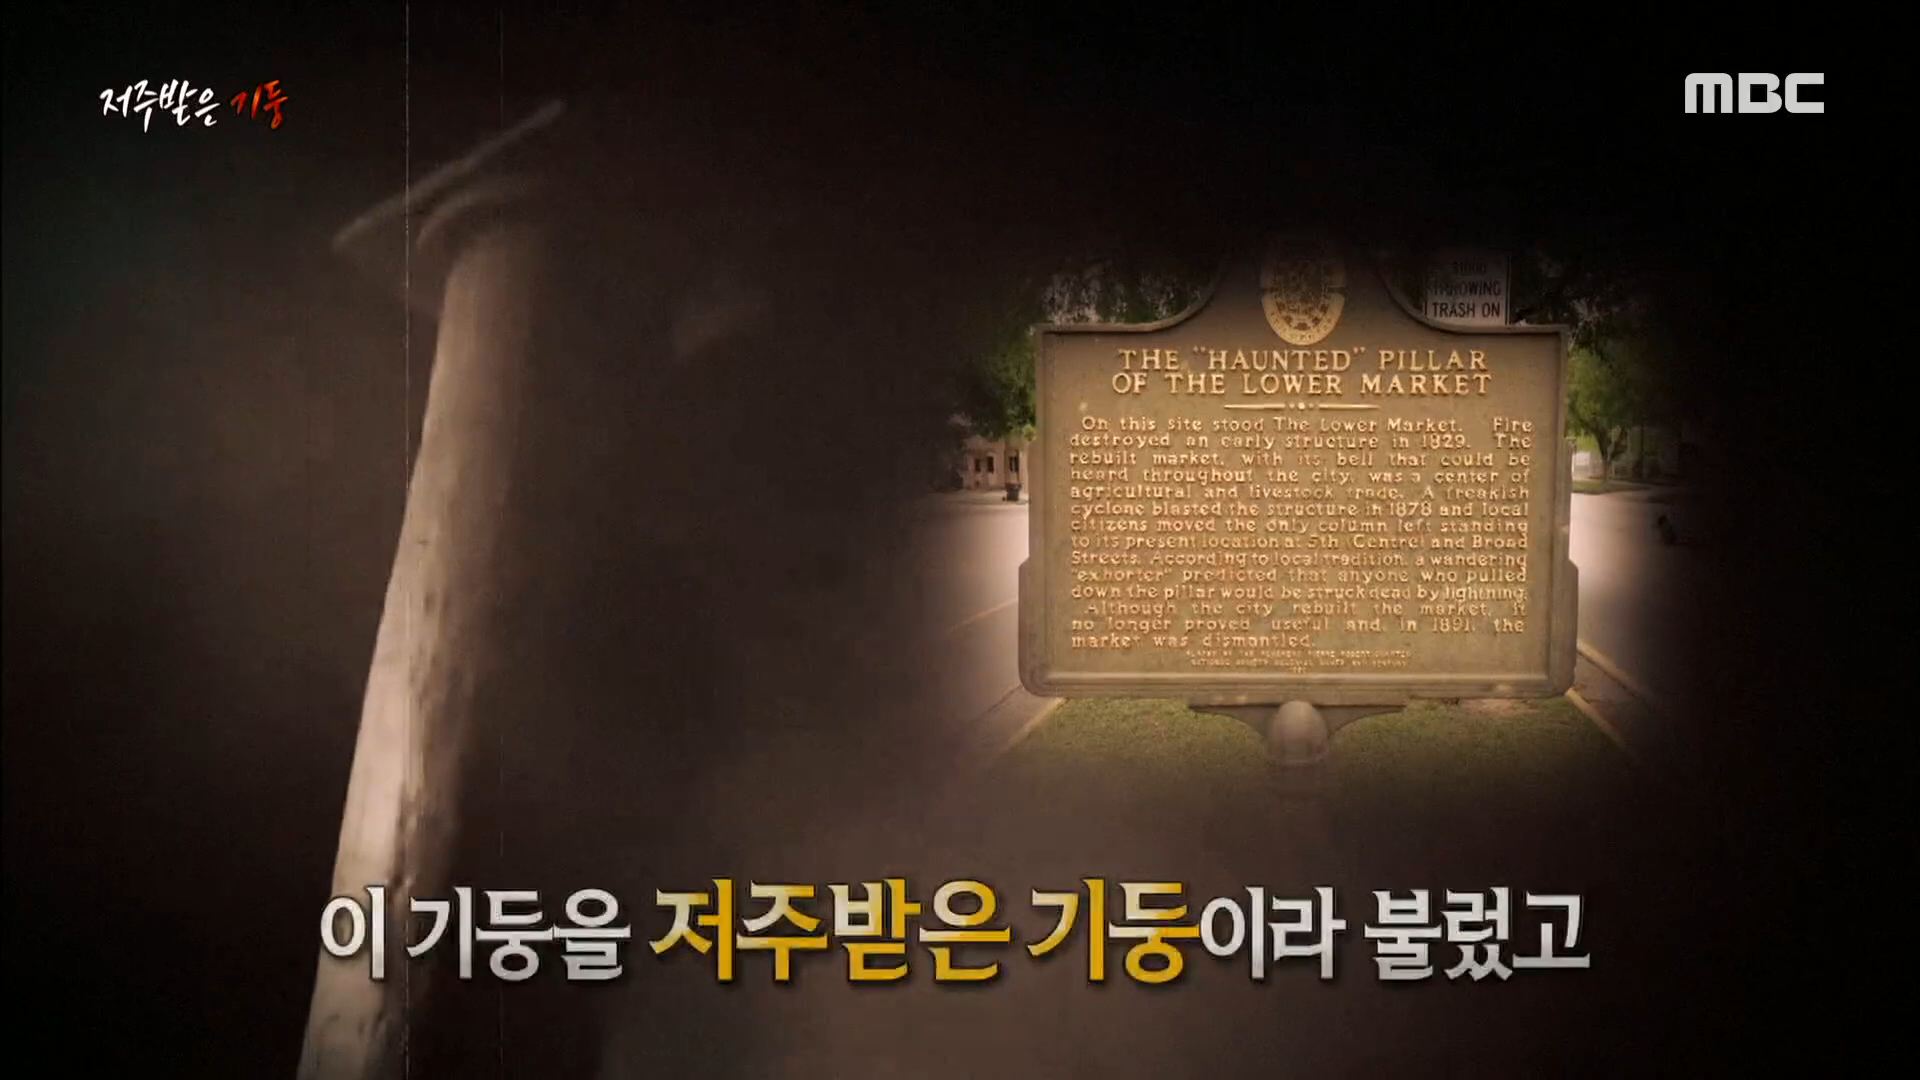 저주받은 기둥
MBC
THROWING
TRASH ON
THE "HAUNTED" PILLAR
OF THE LOWER MARKET
On this site stood The Lower Market. Fire
destroyed an early structure in 1829. The
rebuilt market, with its bell that could be
heard throughout the city, was a center of
agricultural and livestock trade. A freakish
cyclone blasted the structure in 1878 and local
citizens moved the only column left standing
to its present location at 5th (Centre) and Broad
Streets. According to local tradition, a wandering
"exhorter" predicted that anyone who pulled
down the pillar would be struck dead by lightning.
Although the city rebuilt the market, it
no longer proved useful and, in 1891, the
market was dismantled.
이 기둥을 저주받은 기둥이라 불렀고